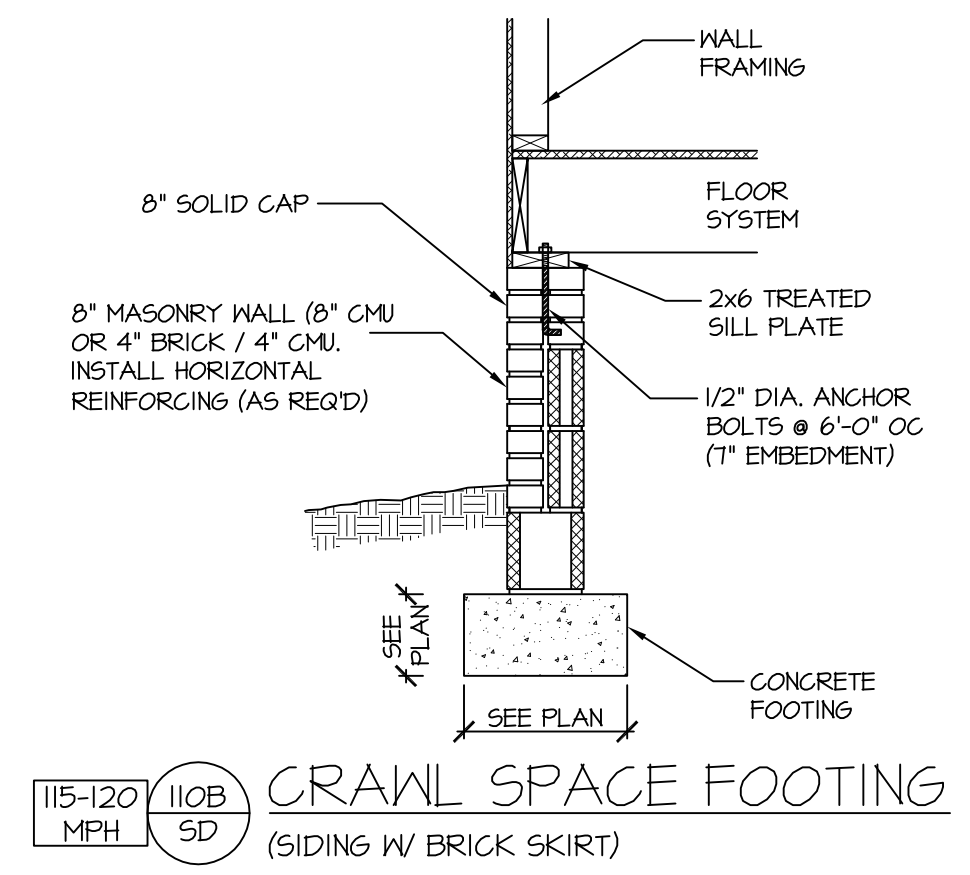 WALL
FRAMING
8" SOLID CAP
FLOOR
SYSTEM
8" MASONRY WALL (8" CMU
OR 4" BRICK / 4" CMU.
INSTALL HORIZONTAL
REINFORCING (AS REQ'D)
2x6 TREATED
SILL PLATE
1/2" DIA. ANCHOR
BOLTS @ 6'-0" OC
(7" EMBEDMENT)
SEE
PLAN
SEE PLAN
CONCRETE
FOOTING
115-120
MPH
110B
SD
CRAWL SPACE FOOTING
(SIDING W/ BRICK SKIRT)